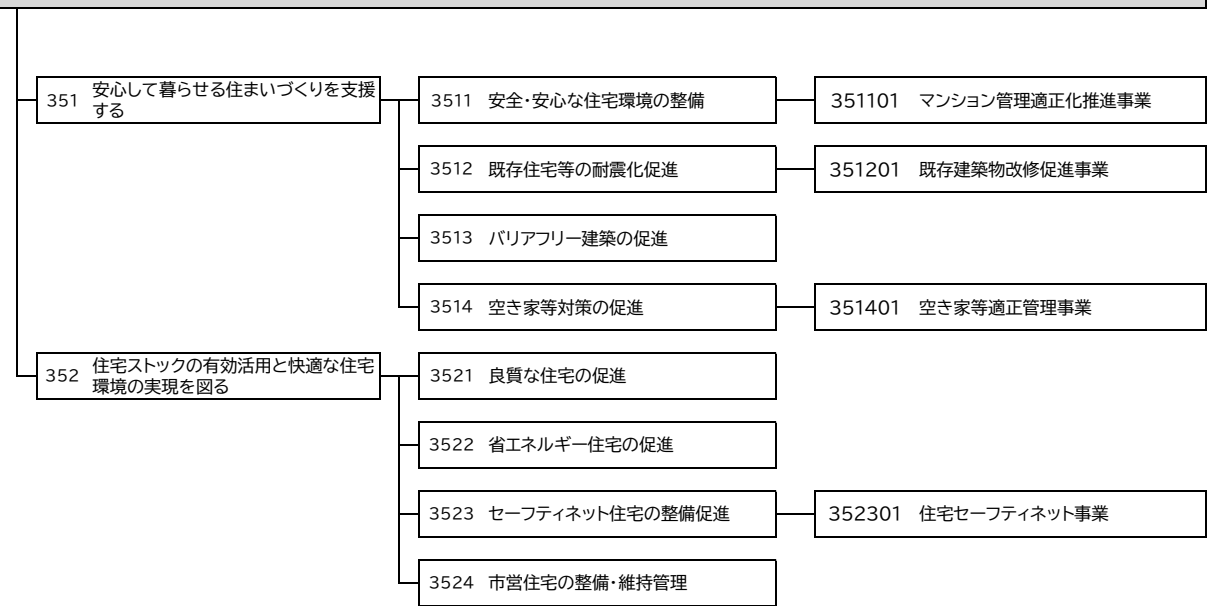 351 安心して暮らせる住まいづくりを支援
する
3511 安全・安心な住宅環境の整備
351101 マンション管理適正化推進事業
3512 既存住宅等の耐震化促進
351201 既存建築物改修促進事業
3513 バリアフリー建築の促進
3514 空き家等対策の促進
351401 空き家等適正管理事業
352 住宅ストックの有効活用と快適な住宅
環境の実現を図る
3521 良質な住宅の促進
3522 省エネルギー住宅の促進
3523 セーフティネット住宅の整備促進
352301 住宅セーフティネット事業
3524 市営住宅の整備・維持管理